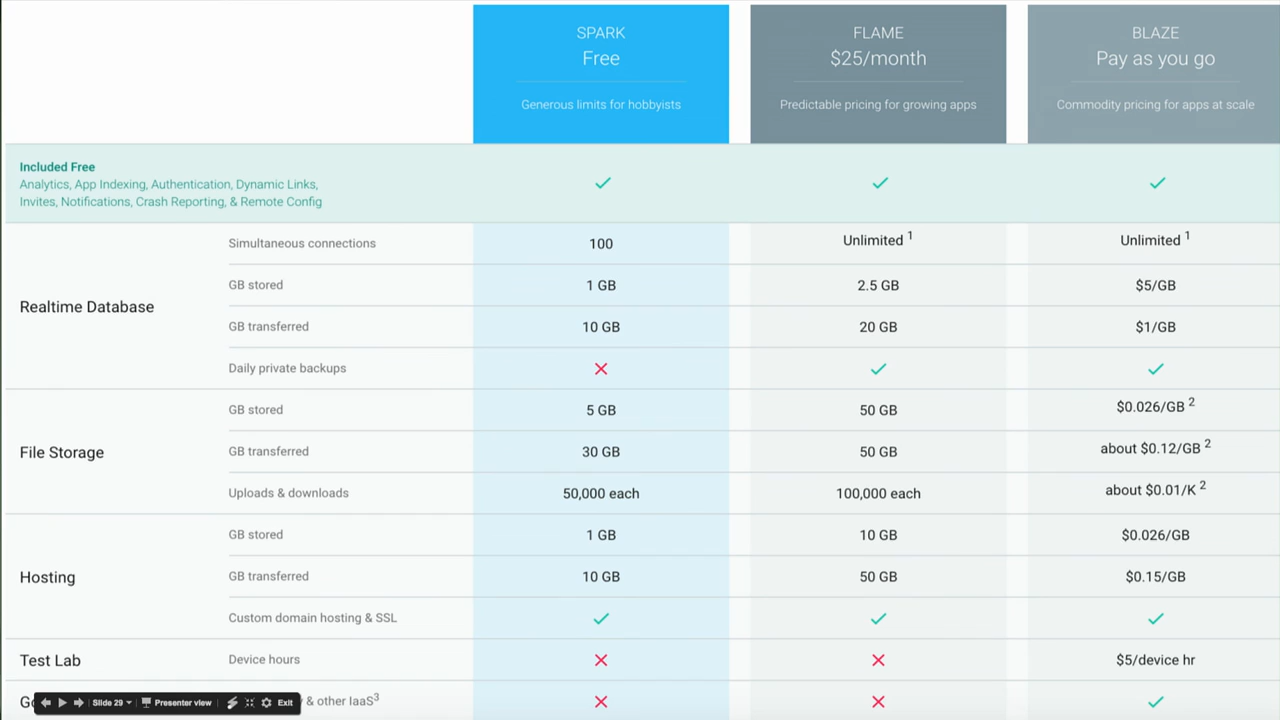 SPARK
Free
Generous limits for hobbyists
FLAME
$25/month
Predictable pricing for growing apps
BLAZE
Pay as you go
Commodity pricing for apps at scale
Included Free
Analytics, App Indexing, Authentication, Dynamic Links,
Invites, Notifications, Crash Reporting, & Remote Config
Realtime Database
Simultaneous connections 100 Unlimited 1 Unlimited 1
GB stored 1 GB 2.5 GB $5/GB
GB transferred 10 GB 20 GB $1/GB
Daily private backups
File Storage
GB stored 5 GB 50 GB $0.026/GB 2
GB transferred 30 GB 50 GB about $0.12/GB 2
Uploads & downloads 50,000 each 100,000 each about $0.01/K 2
Hosting
GB stored 1 GB 10 GB $0.026/GB
GB transferred 10 GB 50 GB $0.15/GB
Custom domain hosting & SSL
Test Lab
Device hours $5/device hr
& other IaaS3
Slide 29 Presenter view Exit